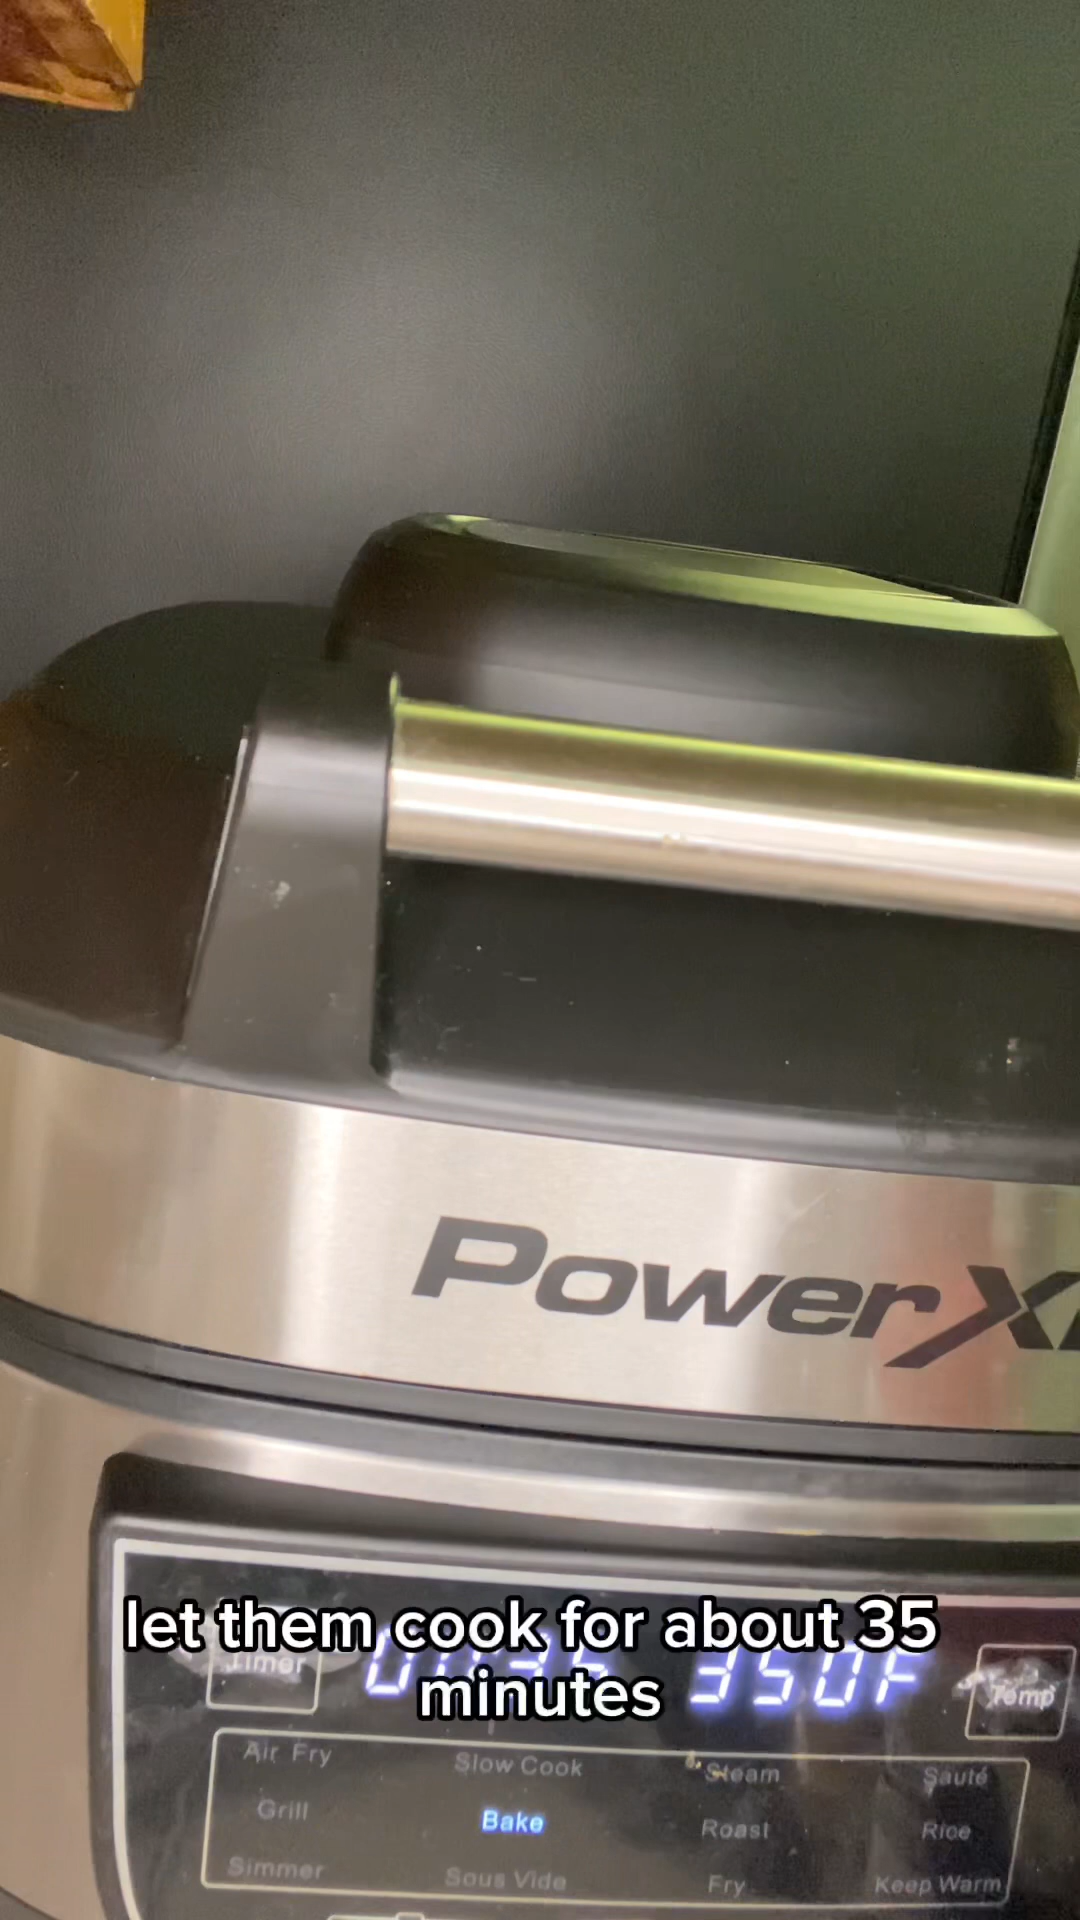 PowerX
let them cook for about 35
minutes
Timer
350F
Temp
Air Fry
Slow Cook
Steam
Sauté
Grill
Bake
Roast
Rice
Simmer
Sous Vide
Fry
Keep Warm